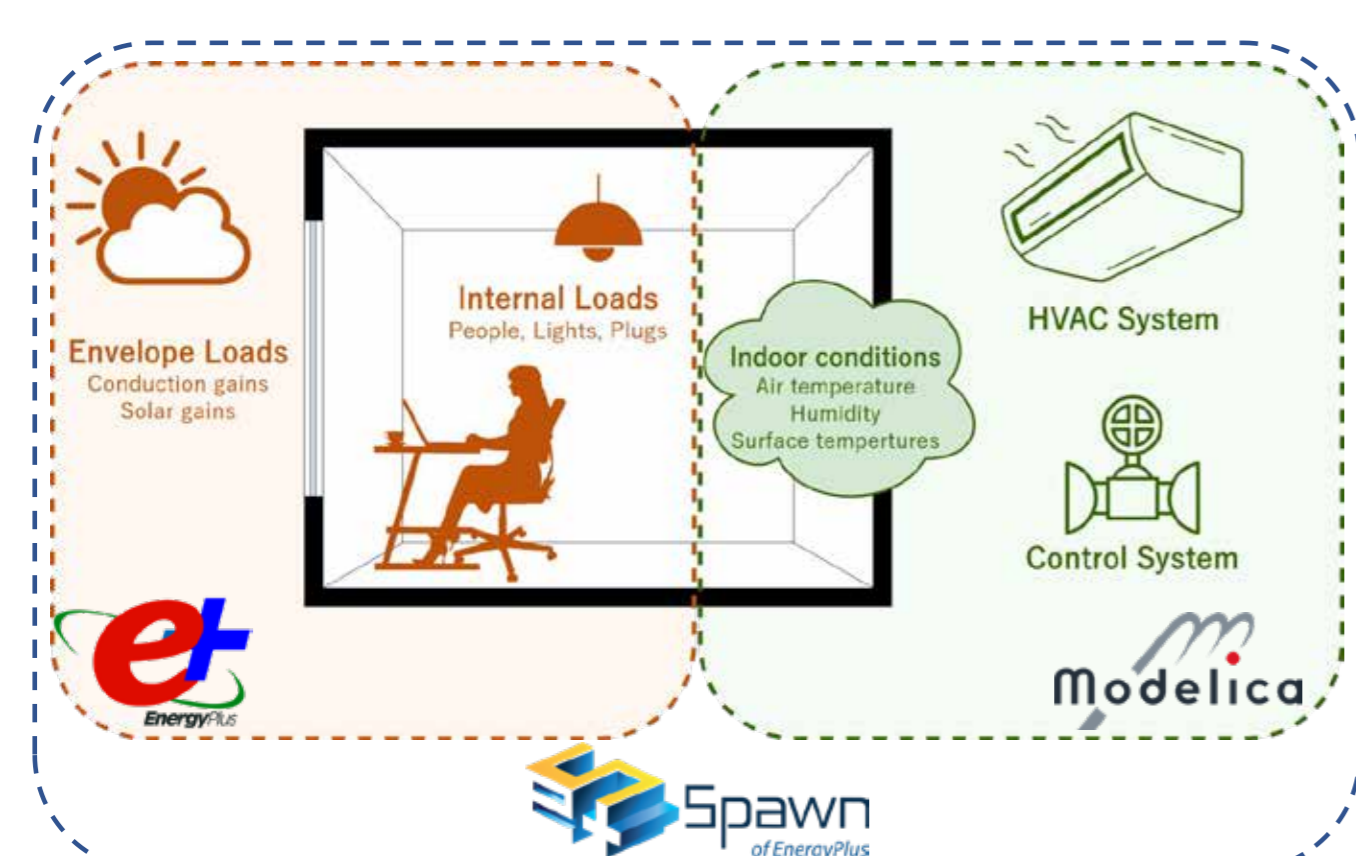 Envelope Loads
Conduction gains
Solar gains
Internal Loads
People, Lights, Plugs
Indoor conditions
Air temperature
Humidity
Surface tempertures
HVAC System
Control System
e+
EnergyPlus
Modelica
Spawn
of EnergyPlus